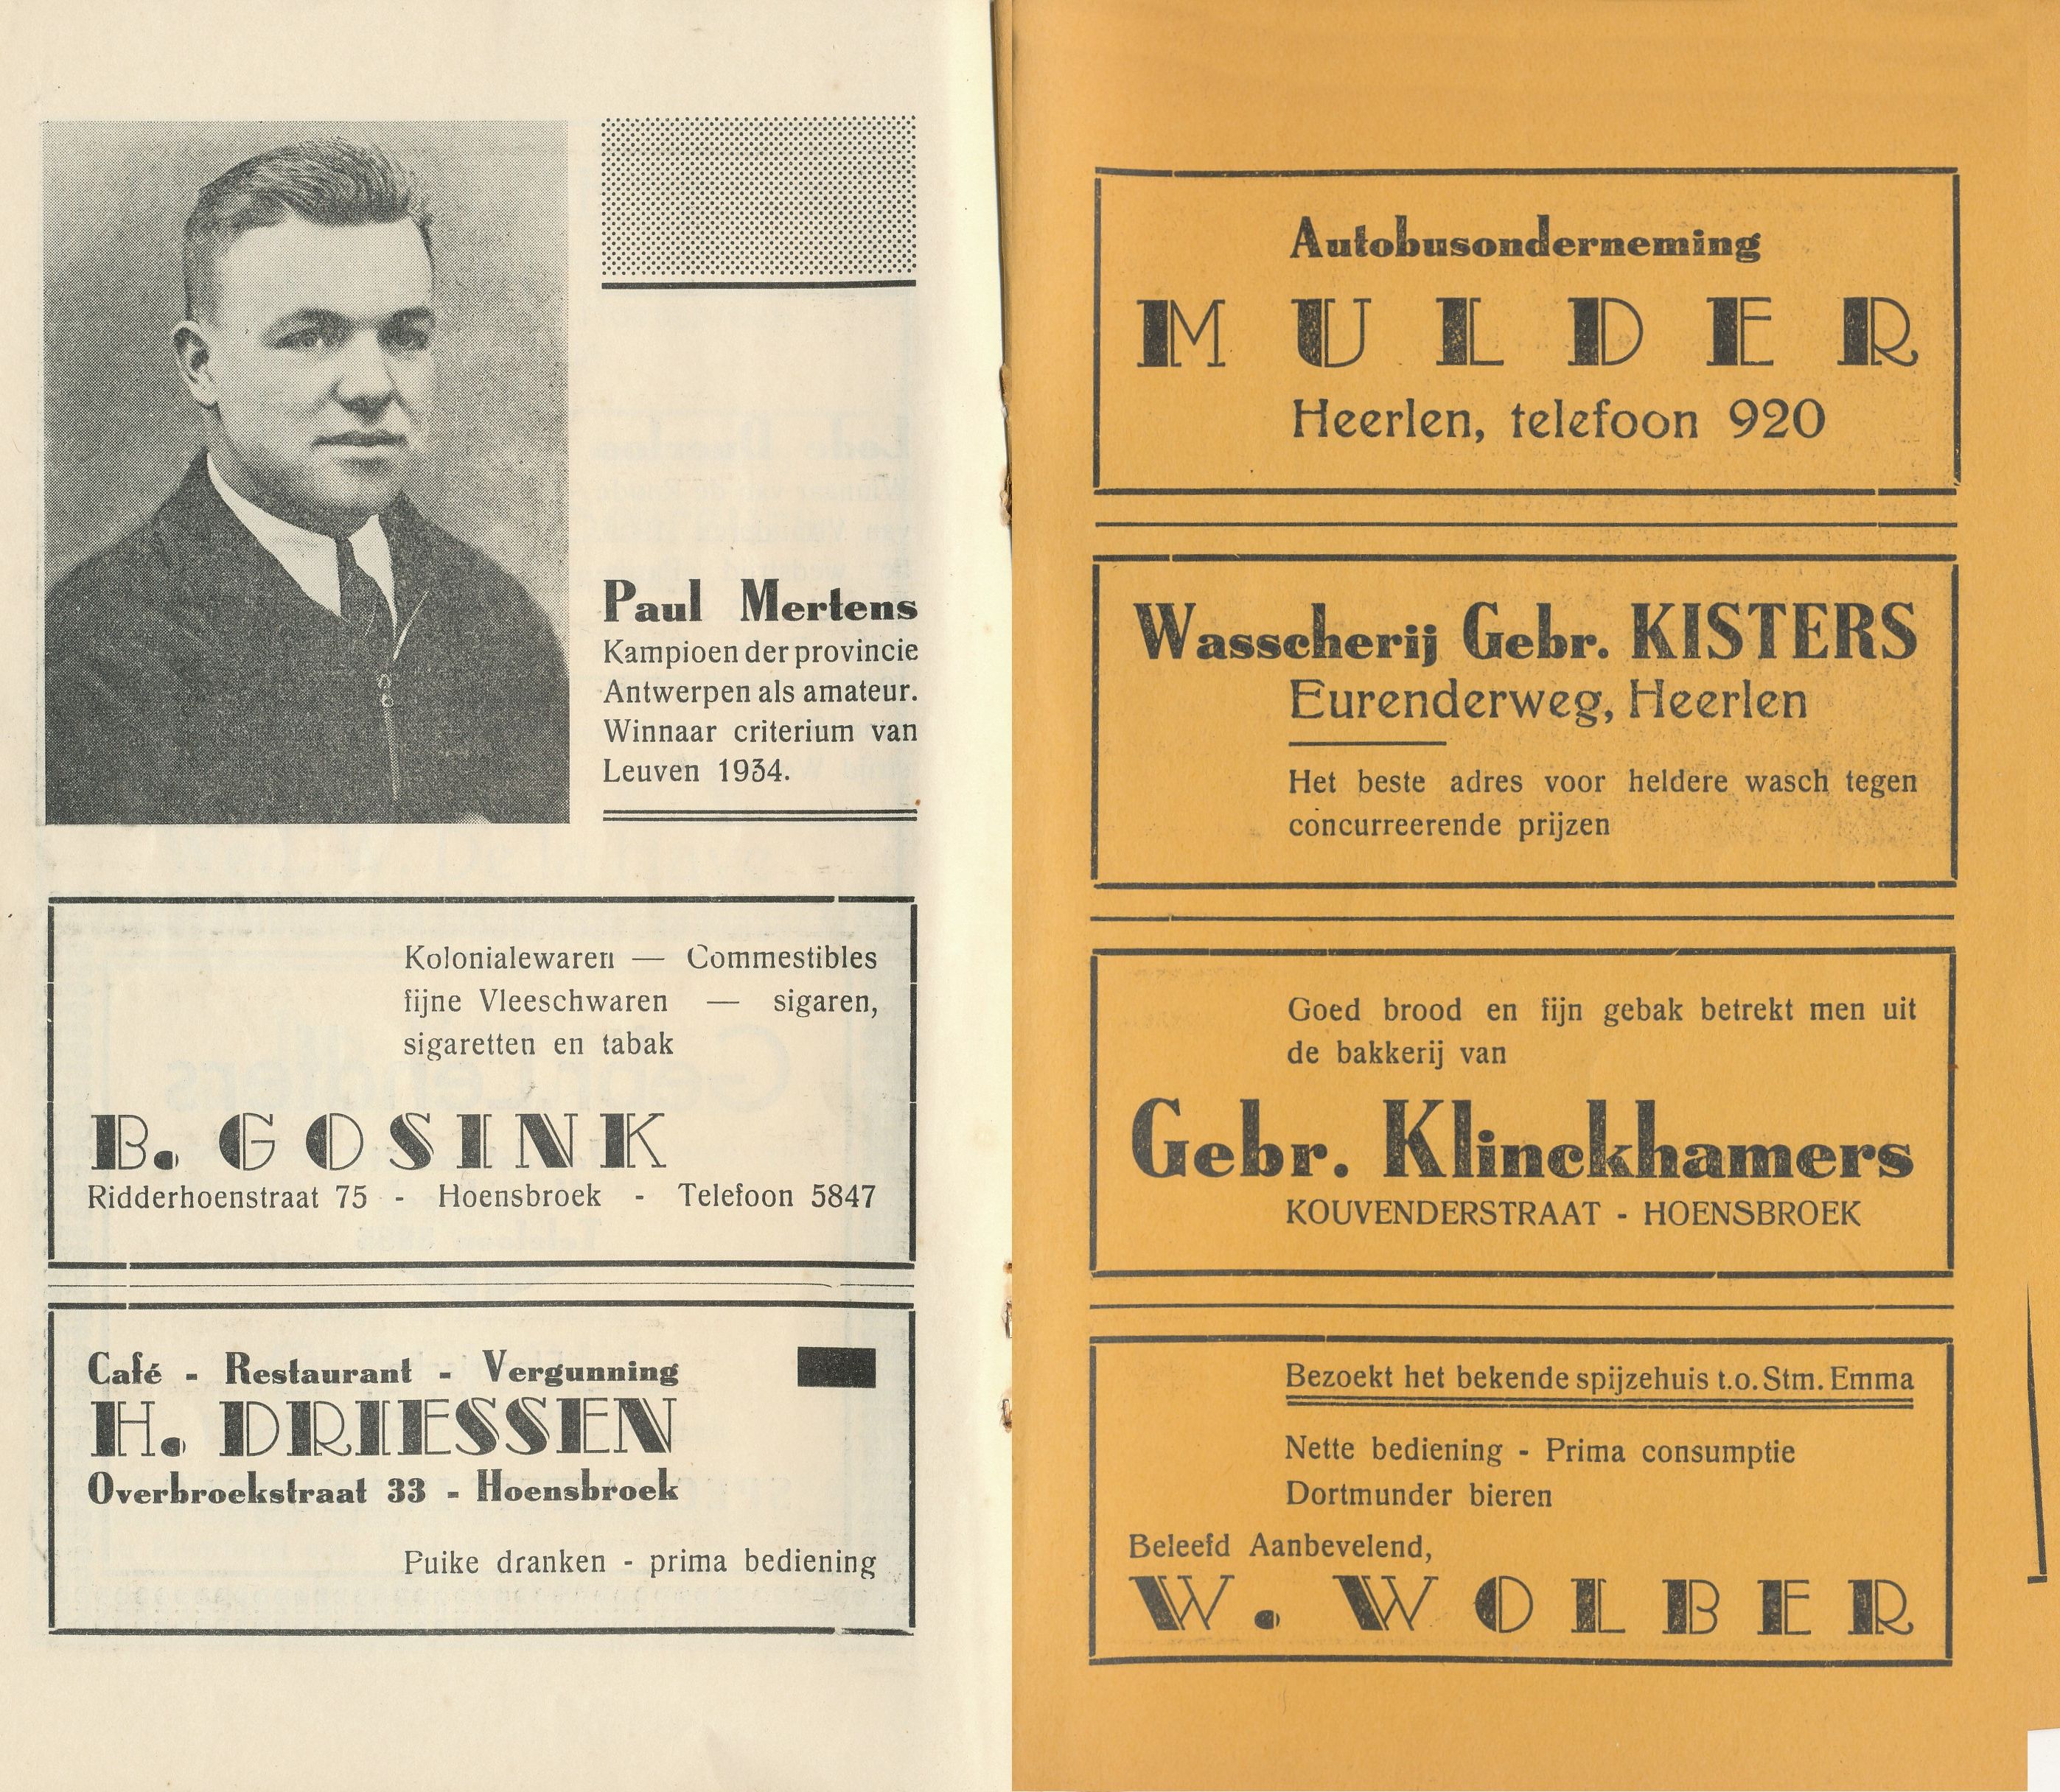 Paul Mertens
Kampioen der provincie
Antwerpen als amateur.
Winnaar criterium van
Leuven 1934.
Kolonialewaren — Commestibles
fijne Vleeschwaren — sigaren,
sigaretten en tabak
B. GOSINK
Ridderhoenstraat 75 - Hoensbroek - Telefoon 5847
Café - Restaurant - Vergunning
H. DRIESSEN
Overbroekstraat 33 - Hoensbroek
Puike dranken - prima bediening
Autobusonderneming
MULDER
Heerlen, telefoon 920
Wasscherij Gebr. KISTERS
Eurenderweg, Heerlen
Het beste adres voor heldere wasch tegen
concurreerende prijzen
Goed brood en fijn gebak betrekt men uit
de bakkerij van
Gebr. Klinckhamers
KOUVENDERSTRAAT - HOENSBROEK
Bezoekt het bekende spijzehuis t.o. Stm. Emma
Nette bediening - Prima consumptie
Dortmunder bieren
Beleefd Aanbevelend,
W. WOLBER